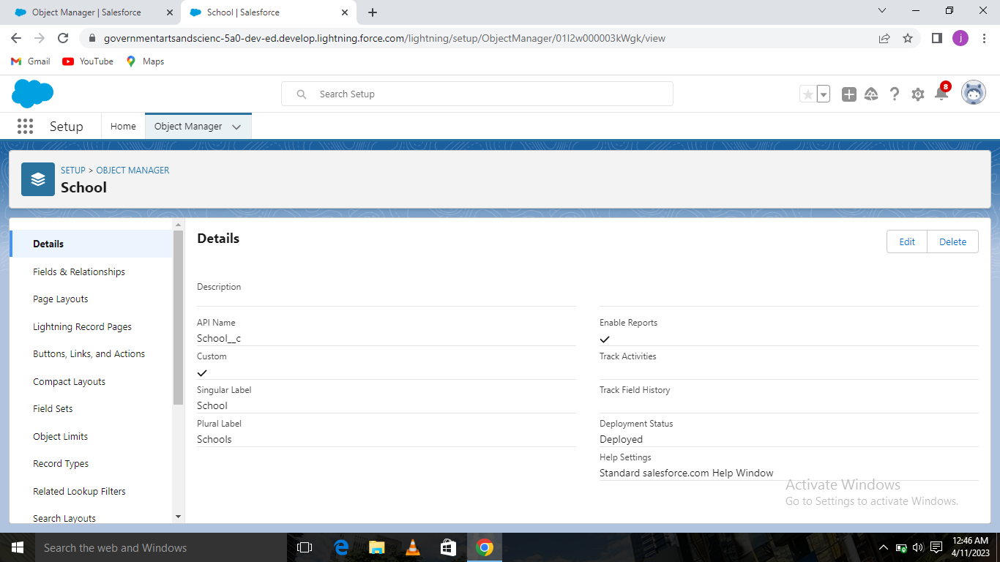 Object Manager | Salesforce
School | Salesforce
governmentartsandscienc-5a0-dev-ed.develop.lightning.force.com/lightning/setup/ObjectManager/01I2w000003kWgk/view
j
Gmail
YouTube
Maps
Search Setup
8
Setup
Home
Object Manager
SETUP > OBJECT MANAGER
School
Details
Fields & Relationships
Page Layouts
Lightning Record Pages
Buttons, Links, and Actions
Compact Layouts
Field Sets
Object Limits
Record Types
Related Lookup Filters
Search Layouts
Details
Edit
Delete
Description
API Name
School__c
Custom
Singular Label
School
Plural Label
Schools
Enable Reports
Track Activities
Track Field History
Deployment Status
Deployed
Help Settings
Standard salesforce.com Help Window
Activate Windows
Go to Settings to activate Windows.
Search the web and Windows
12:46 AM
4/11/2023